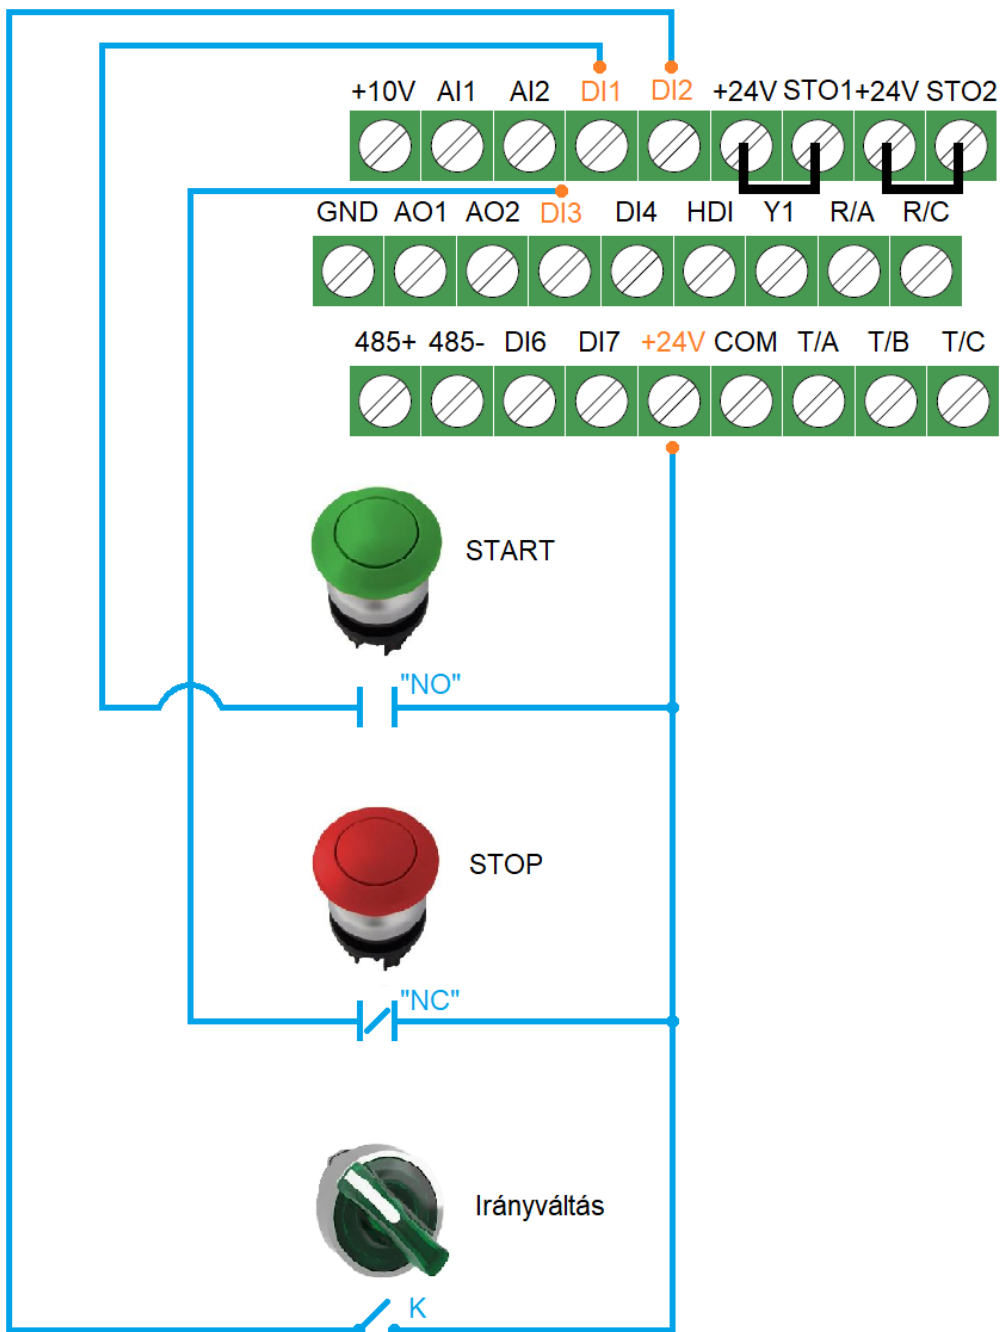 +10V AI1 AI2 DI1 DI2 +24V STO1 +24V STO2
GND AO1 AO2 DI3 DI4 HDI Y1 R/A R/C
485+ 485- DI6 DI7 +24V COM T/A T/B T/C
START
"NO"
STOP
"NC"
Irányváltás
K